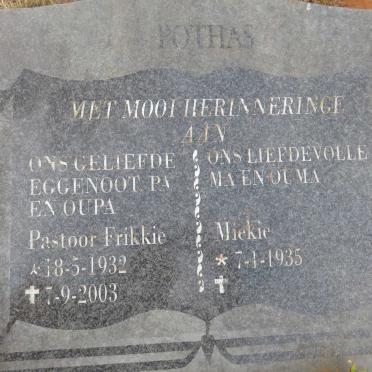 POTHAS
MET MOOI HERINNERINGE
AAN
ONS GELIEFDE
EGGENOOT, PA
EN OUPA
Pastoor Frikkie
* 18-5-1932
✝ 7-9-2003
ONS LIEFDEVOLLE
MA EN OUMA
Miekie
* 7-4-1935
✝